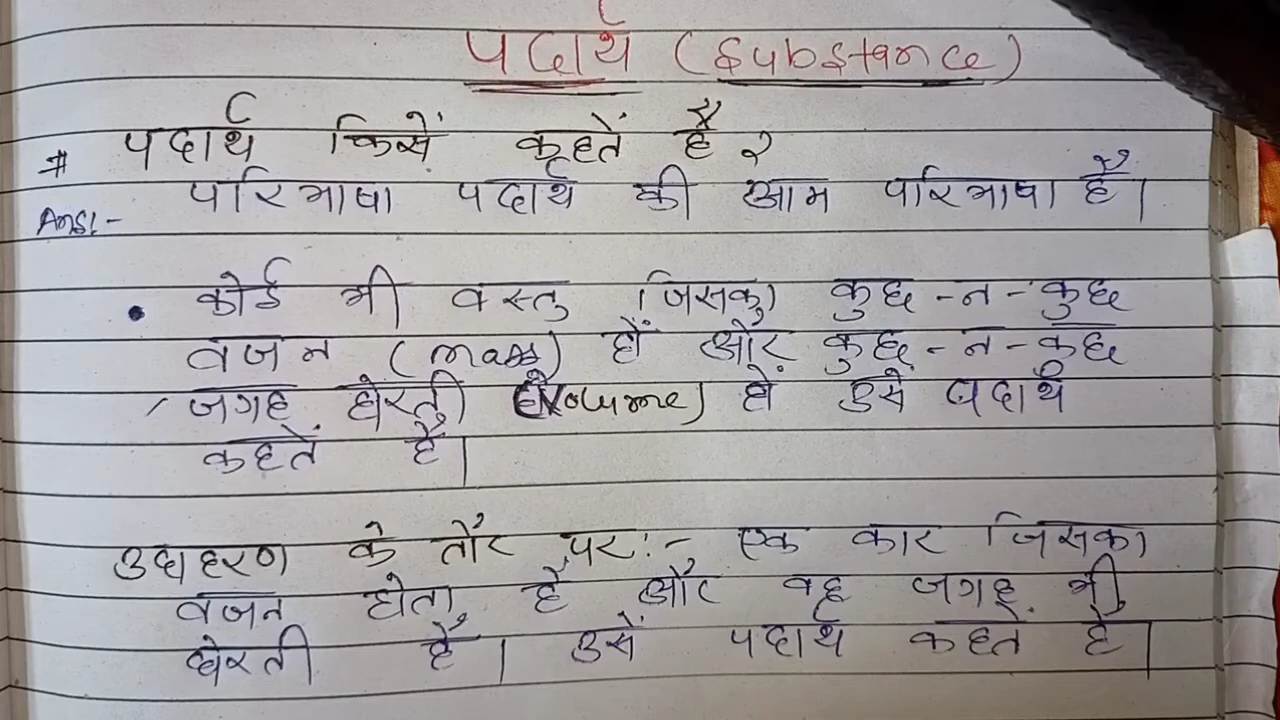 पदार्थ (Substance)
# पदार्थ किसें कहतें हैं ?
Ans:- परिभाषा पदार्थ की आम परिभाषा हैं।
• कोई भी वस्तु जिसका कुछ-न-कुछ
वजन (mass) हों और कुछ-न-कुछ
जगह घेरती (Volume) हो उसे पदार्थ
कहतें हैं।
उदाहरण के तौर पर:- एक कार जिसका
वजन होता हैं और वह जगह भी
घेरती हैं। उसें पदार्थ कहते है।